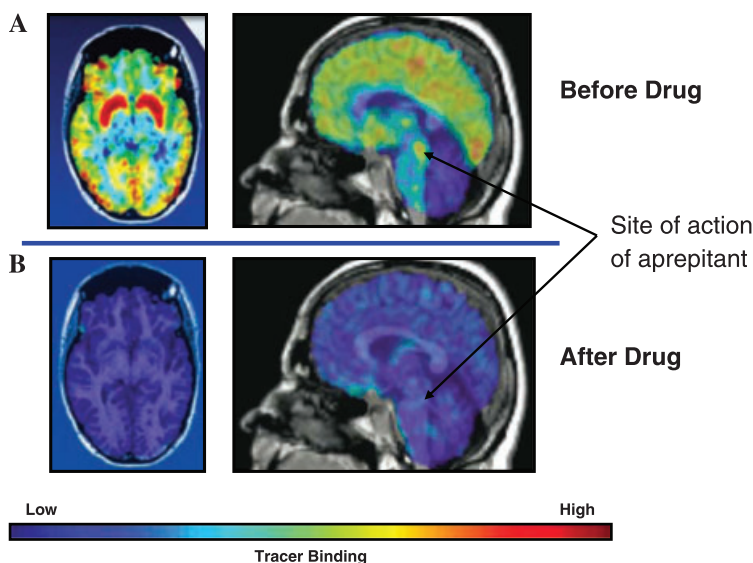 A
Before Drug
Site of action
of aprepitant
B
After Drug
Low
High
Tracer Binding